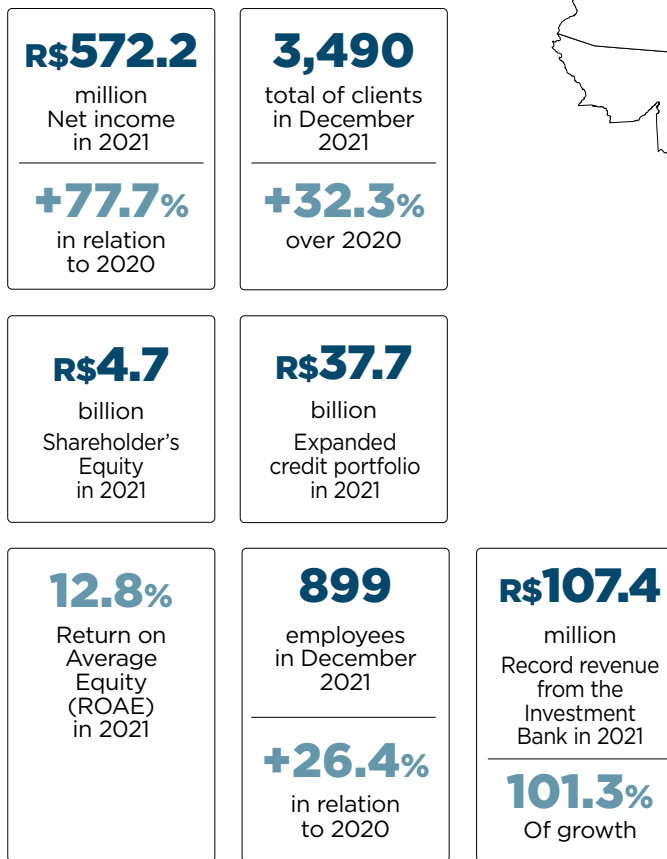 R$572.2
million
Net income
in 2021
+77.7%
in relation
to 2020
3,490
total of clients
in December
2021
+32.3%
over 2020
R$4.7
billion
Shareholder's
Equity
in 2021
R$37.7
billion
Expanded
credit portfolio
in 2021
12.8%
Return on
Average
Equity
(ROAE)
in 2021
899
employees
in December
2021
+26.4%
in relation
to 2020
R$107.4
million
Record revenue
from the
Investment
Bank in 2021
101.3%
Of growth